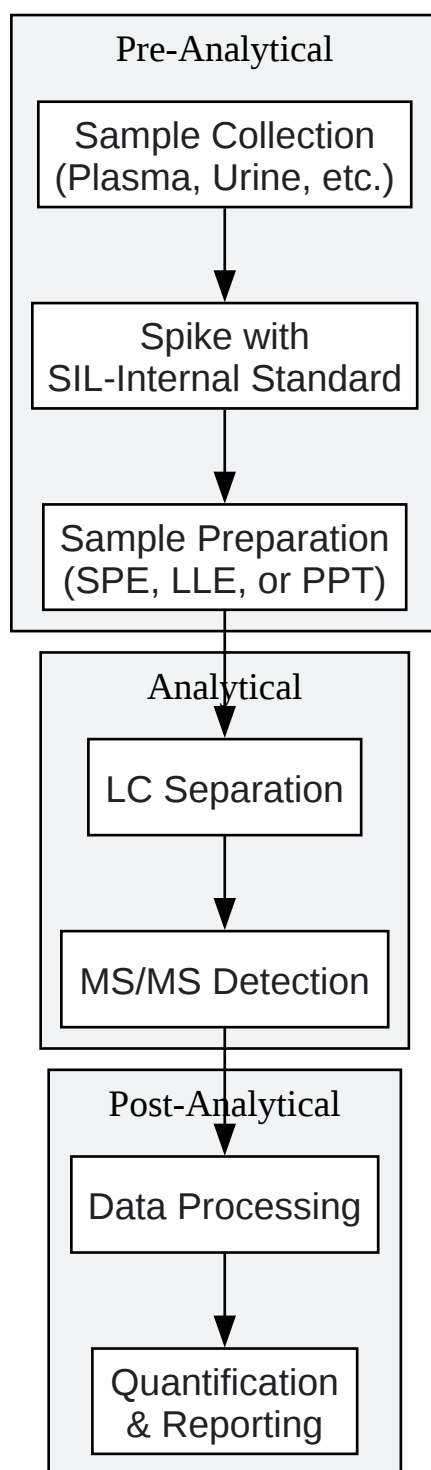 Pre-Analytical
Sample Collection
(Plasma, Urine, etc.)
Spike with
SIL-Internal Standard
Sample Preparation
(SPE, LLE, or PPT)
Analytical
LC Separation
MS/MS Detection
Post-Analytical
Data Processing
Quantification
& Reporting